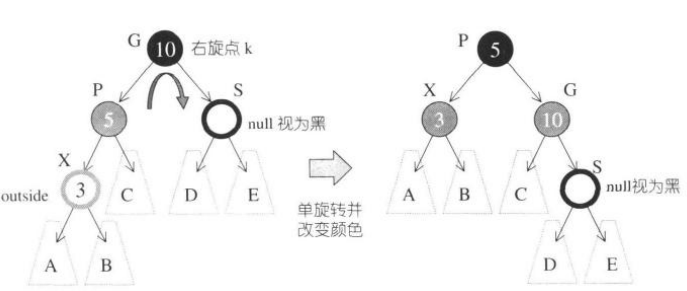 G 10 右旋点 k
P 5
S null 视为黑
X
outside 3
C D E
A B
单旋转并
改变颜色
P 5
X 3
G 10
A B C
S null视为黑
D E